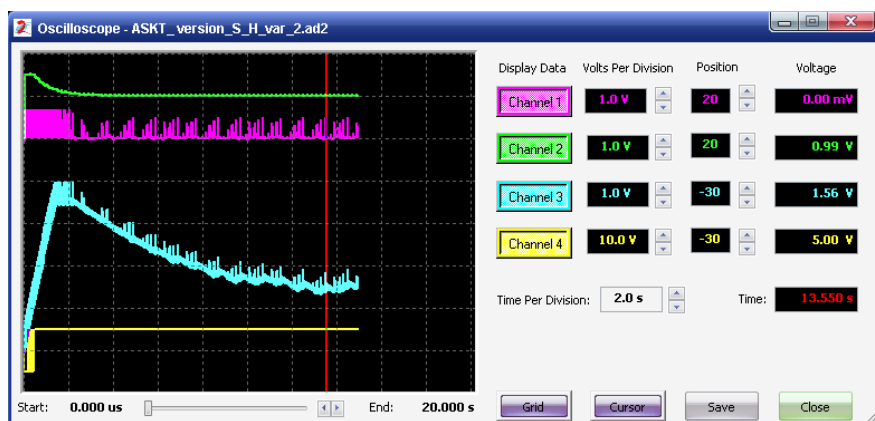 Oscilloscope - ASKT_version_S_H_var_2.ad2
Display Data Volts Per Division Position Voltage
Channel 1 1.0 V 20 0.00 mV
Channel 2 1.0 V 20 0.99 V
Channel 3 1.0 V -30 1.56 V
Channel 4 10.0 V -30 5.00 V
Time Per Division: 2.0 s Time: 13.550 s
Start: 0.000 us End: 20.000 s Grid Cursor Save Close